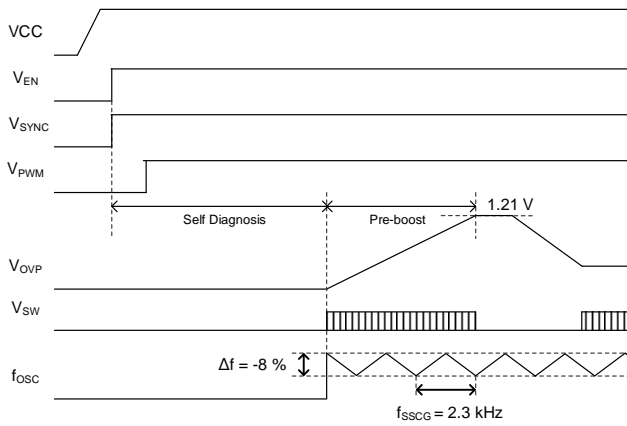 VCC
VEN
VSYNC
VPWM
Self Diagnosis
Pre-boost
1.21 V
VOVP
VSW
fOSC
Δf = -8 %
fSSCG = 2.3 kHz